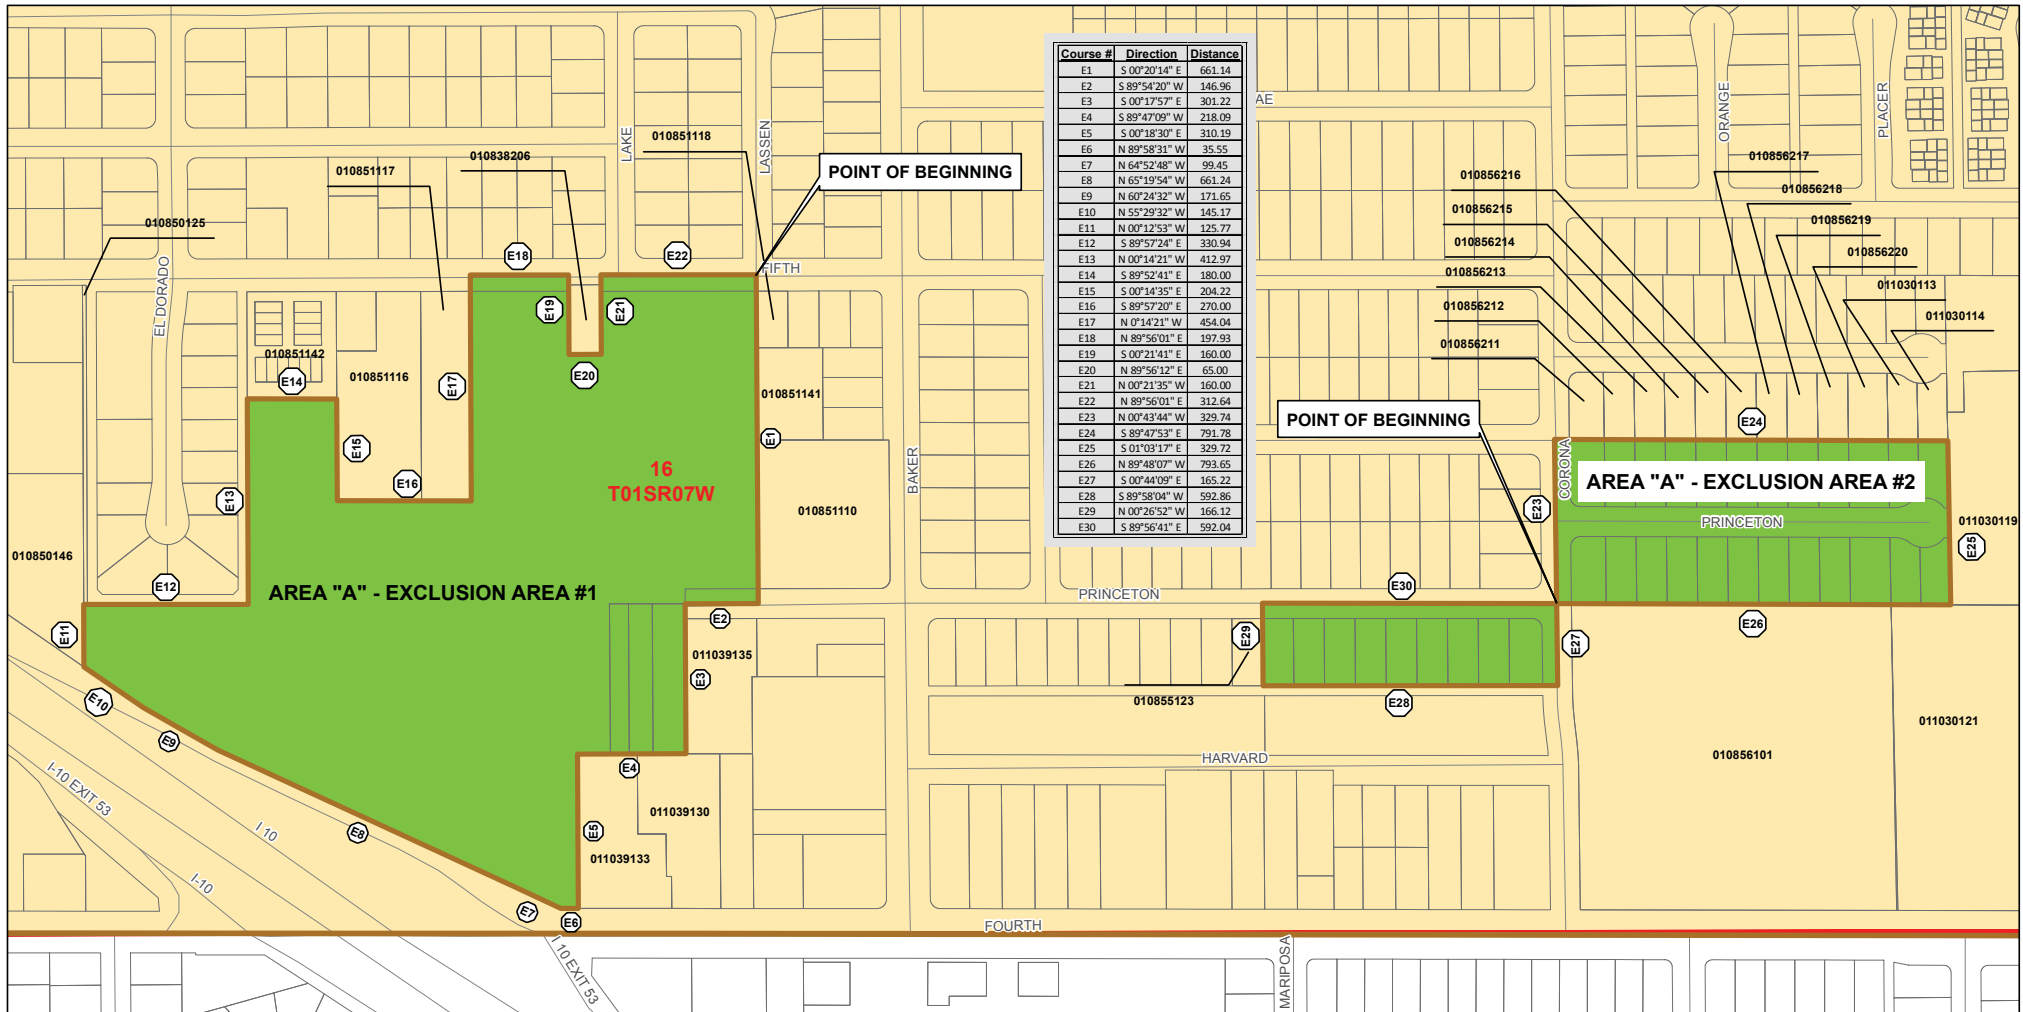 Course # Direction Distance
E1 S 00°20'14" E 661.14
E2 S 89°54'20" W 146.96
E3 S 00°17'57" E 301.22
E4 S 89°47'09" W 218.09
E5 S 00°18'30" E 310.19
E6 N 89°58'31" W 35.55
E7 N 64°52'48" W 99.45
E8 N 65°19'54" W 661.24
E9 N 60°24'32" W 171.65
E10 N 55°29'32" W 145.17
E11 N 00°12'53" W 125.77
E12 S 89°57'24" E 330.94
E13 N 00°14'21" W 412.97
E14 S 89°52'41" E 180.00
E15 S 00°14'35" E 204.22
E16 S 89°57'20" E 270.00
E17 N 0°14'21" W 454.04
E18 N 89°56'01" E 197.93
E19 S 00°21'41" E 160.00
E20 N 89°56'12" E 65.00
E21 N 00°21'35" W 160.00
E22 N 89°56'01" E 312.64
E23 N 00°43'44" W 329.74
E24 S 89°47'53" E 791.78
E25 S 01°03'17" E 329.72
E26 N 89°48'07" W 793.65
E27 S 00°44'09" E 165.22
E28 S 89°58'04" W 592.86
E29 N 00°26'52" W 166.12
E30 S 89°56'41" E 592.04
AE
ORANGE
PLACER
LAKE
LASSEN
010851118
010838206
010851117
010850125
POINT OF BEGINNING
010856217
010856216
010856218
010856215
010856219
010856214
010856220
010856213
011030113
010856212
011030114
010856211
EL DORADO
E18
E22
FIFTH
E19
E21
010851142
E14
010851116
E17
E20
010851141
E1
E15
E16
E13
16
T01SR07W
010851110
BAKER
POINT OF BEGINNING
E24
CORONA
AREA "A" - EXCLUSION AREA #2
E23
PRINCETON
011030119
E25
010850146
E12
AREA "A" - EXCLUSION AREA #1
E30
PRINCETON
E2
E11
E29
E26
E27
011039135
E3
E10
E9
010855123
E28
011030121
010856101
HARVARD
E4
I-10 EXIT 53
I 10
E8
E5
011039130
011039133
I-10
E7
E6
FOURTH
I 10 EXIT 53
MARIPOSA